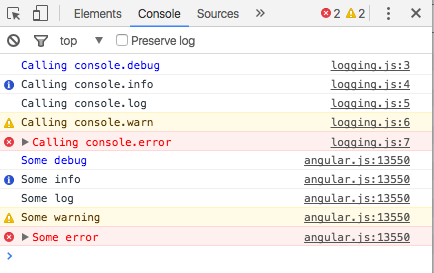 Elements Console Sources » 2 2
top Preserve log
Calling console.debug logging.js:3
Calling console.info logging.js:4
Calling console.log logging.js:5
Calling console.warn logging.js:6
Calling console.error logging.js:7
Some debug angular.js:13550
Some info angular.js:13550
Some log angular.js:13550
Some warning angular.js:13550
Some error angular.js:13550